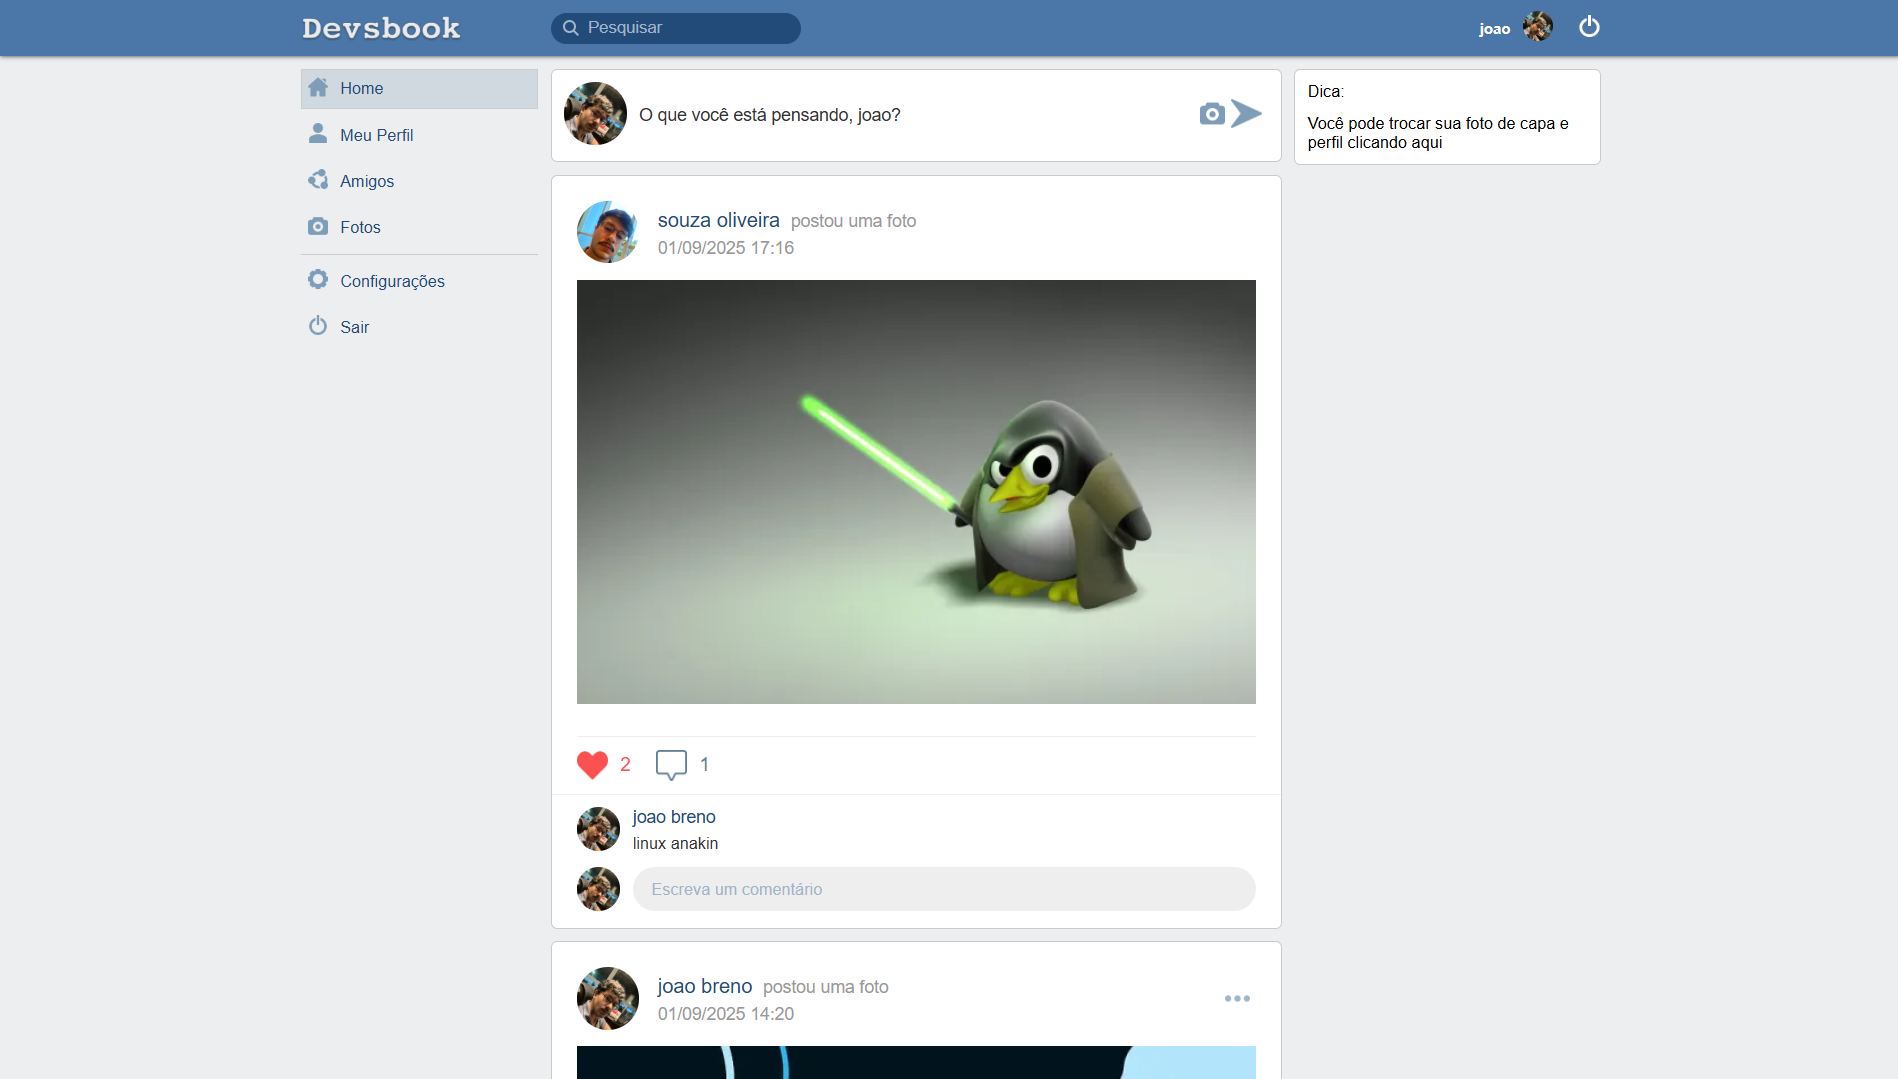 Devsbook
Pesquisar
joao
Home
Meu Perfil
Amigos
Fotos
Configurações
Sair
O que você está pensando, joao?
Dica:
Você pode trocar sua foto de capa e
perfil clicando aqui
souza oliveira postou uma foto
01/09/2025 17:16
2
1
joao breno
linux anakin
Escreva um comentário
joao breno postou uma foto
01/09/2025 14:20